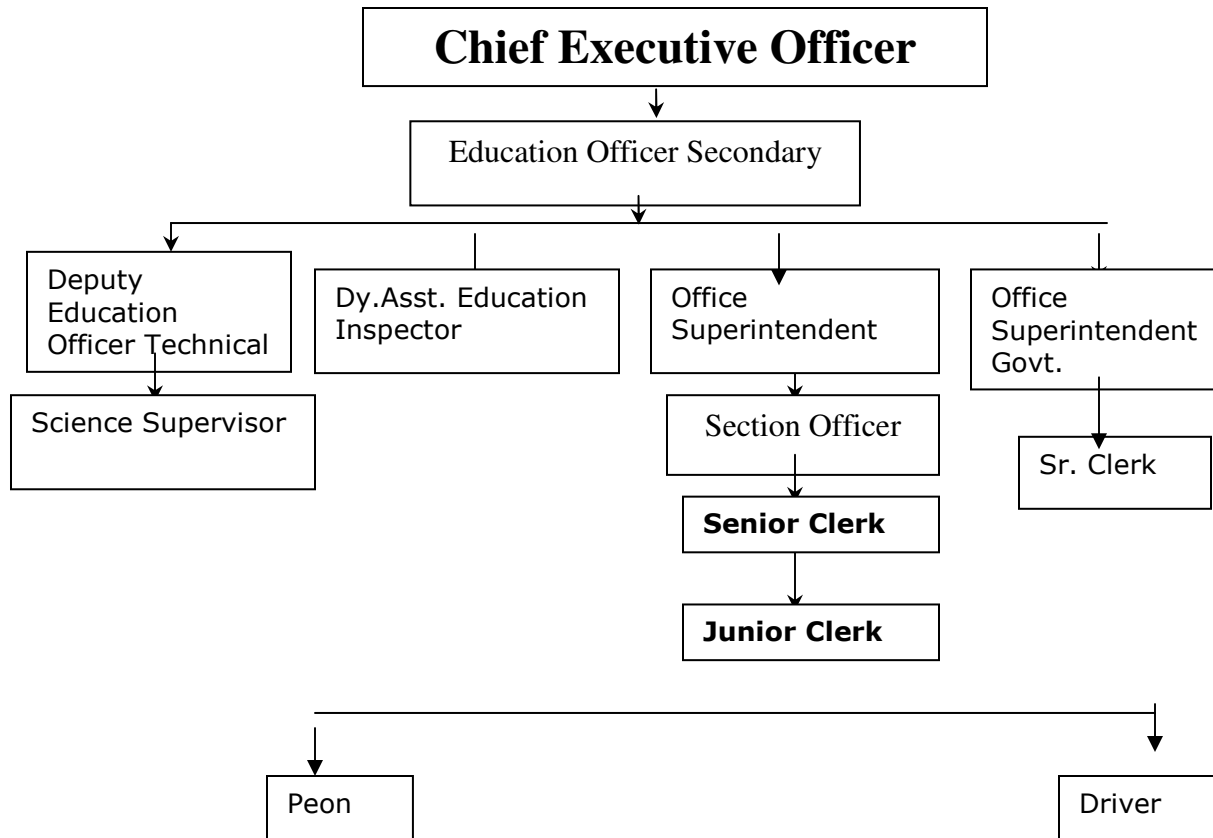 Chief Executive Officer
Education Officer Secondary
Deputy
Education
Officer Technical
Dy.Asst. Education
Inspector
Office
Superintendent
Office
Superintendent
Govt.
Science Supervisor
Section Officer
Sr. Clerk
Senior Clerk
Junior Clerk
Peon
Driver